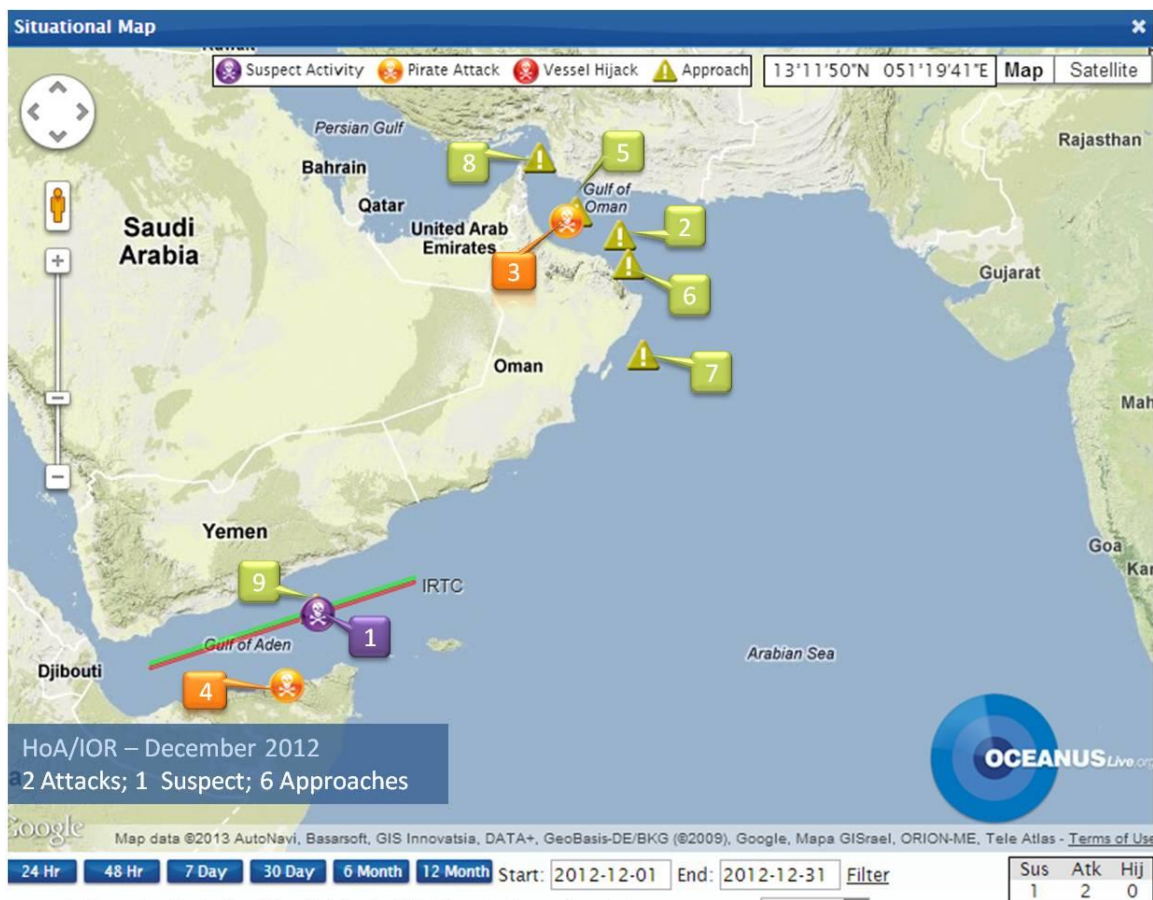 Situational Map
Suspect Activity Pirate Attack Vessel Hijack Approach
13°11'50"N 051°19'41"E Map Satellite
Persian Gulf
Rajasthan
Bahrain
8
5
Qatar
Gulf of
Oman
Saudi
Arabia
United Arab
Emirates
2
3
Gujarat
6
Oman
7
Mah
Yemen
Goa
Kar
9
IRTC
1
Gulf of Aden
Arabian Sea
Djibouti
4
HoA/IOR – December 2012
2 Attacks; 1 Suspect; 6 Approaches
OCEANUSLive.org
Google
Map data ©2013 AutoNavi, Basarsoft, GIS Innovatsia, DATA+, GeoBasis-DE/BKG (©2009), Google, Mapa GISrael, ORION-ME, Tele Atlas - Terms of Use
24 Hr 48 Hr 7 Day 30 Day 6 Month 12 Month Start: 2012-12-01 End: 2012-12-31 Filter
Sus Atk Hij
1 2 0